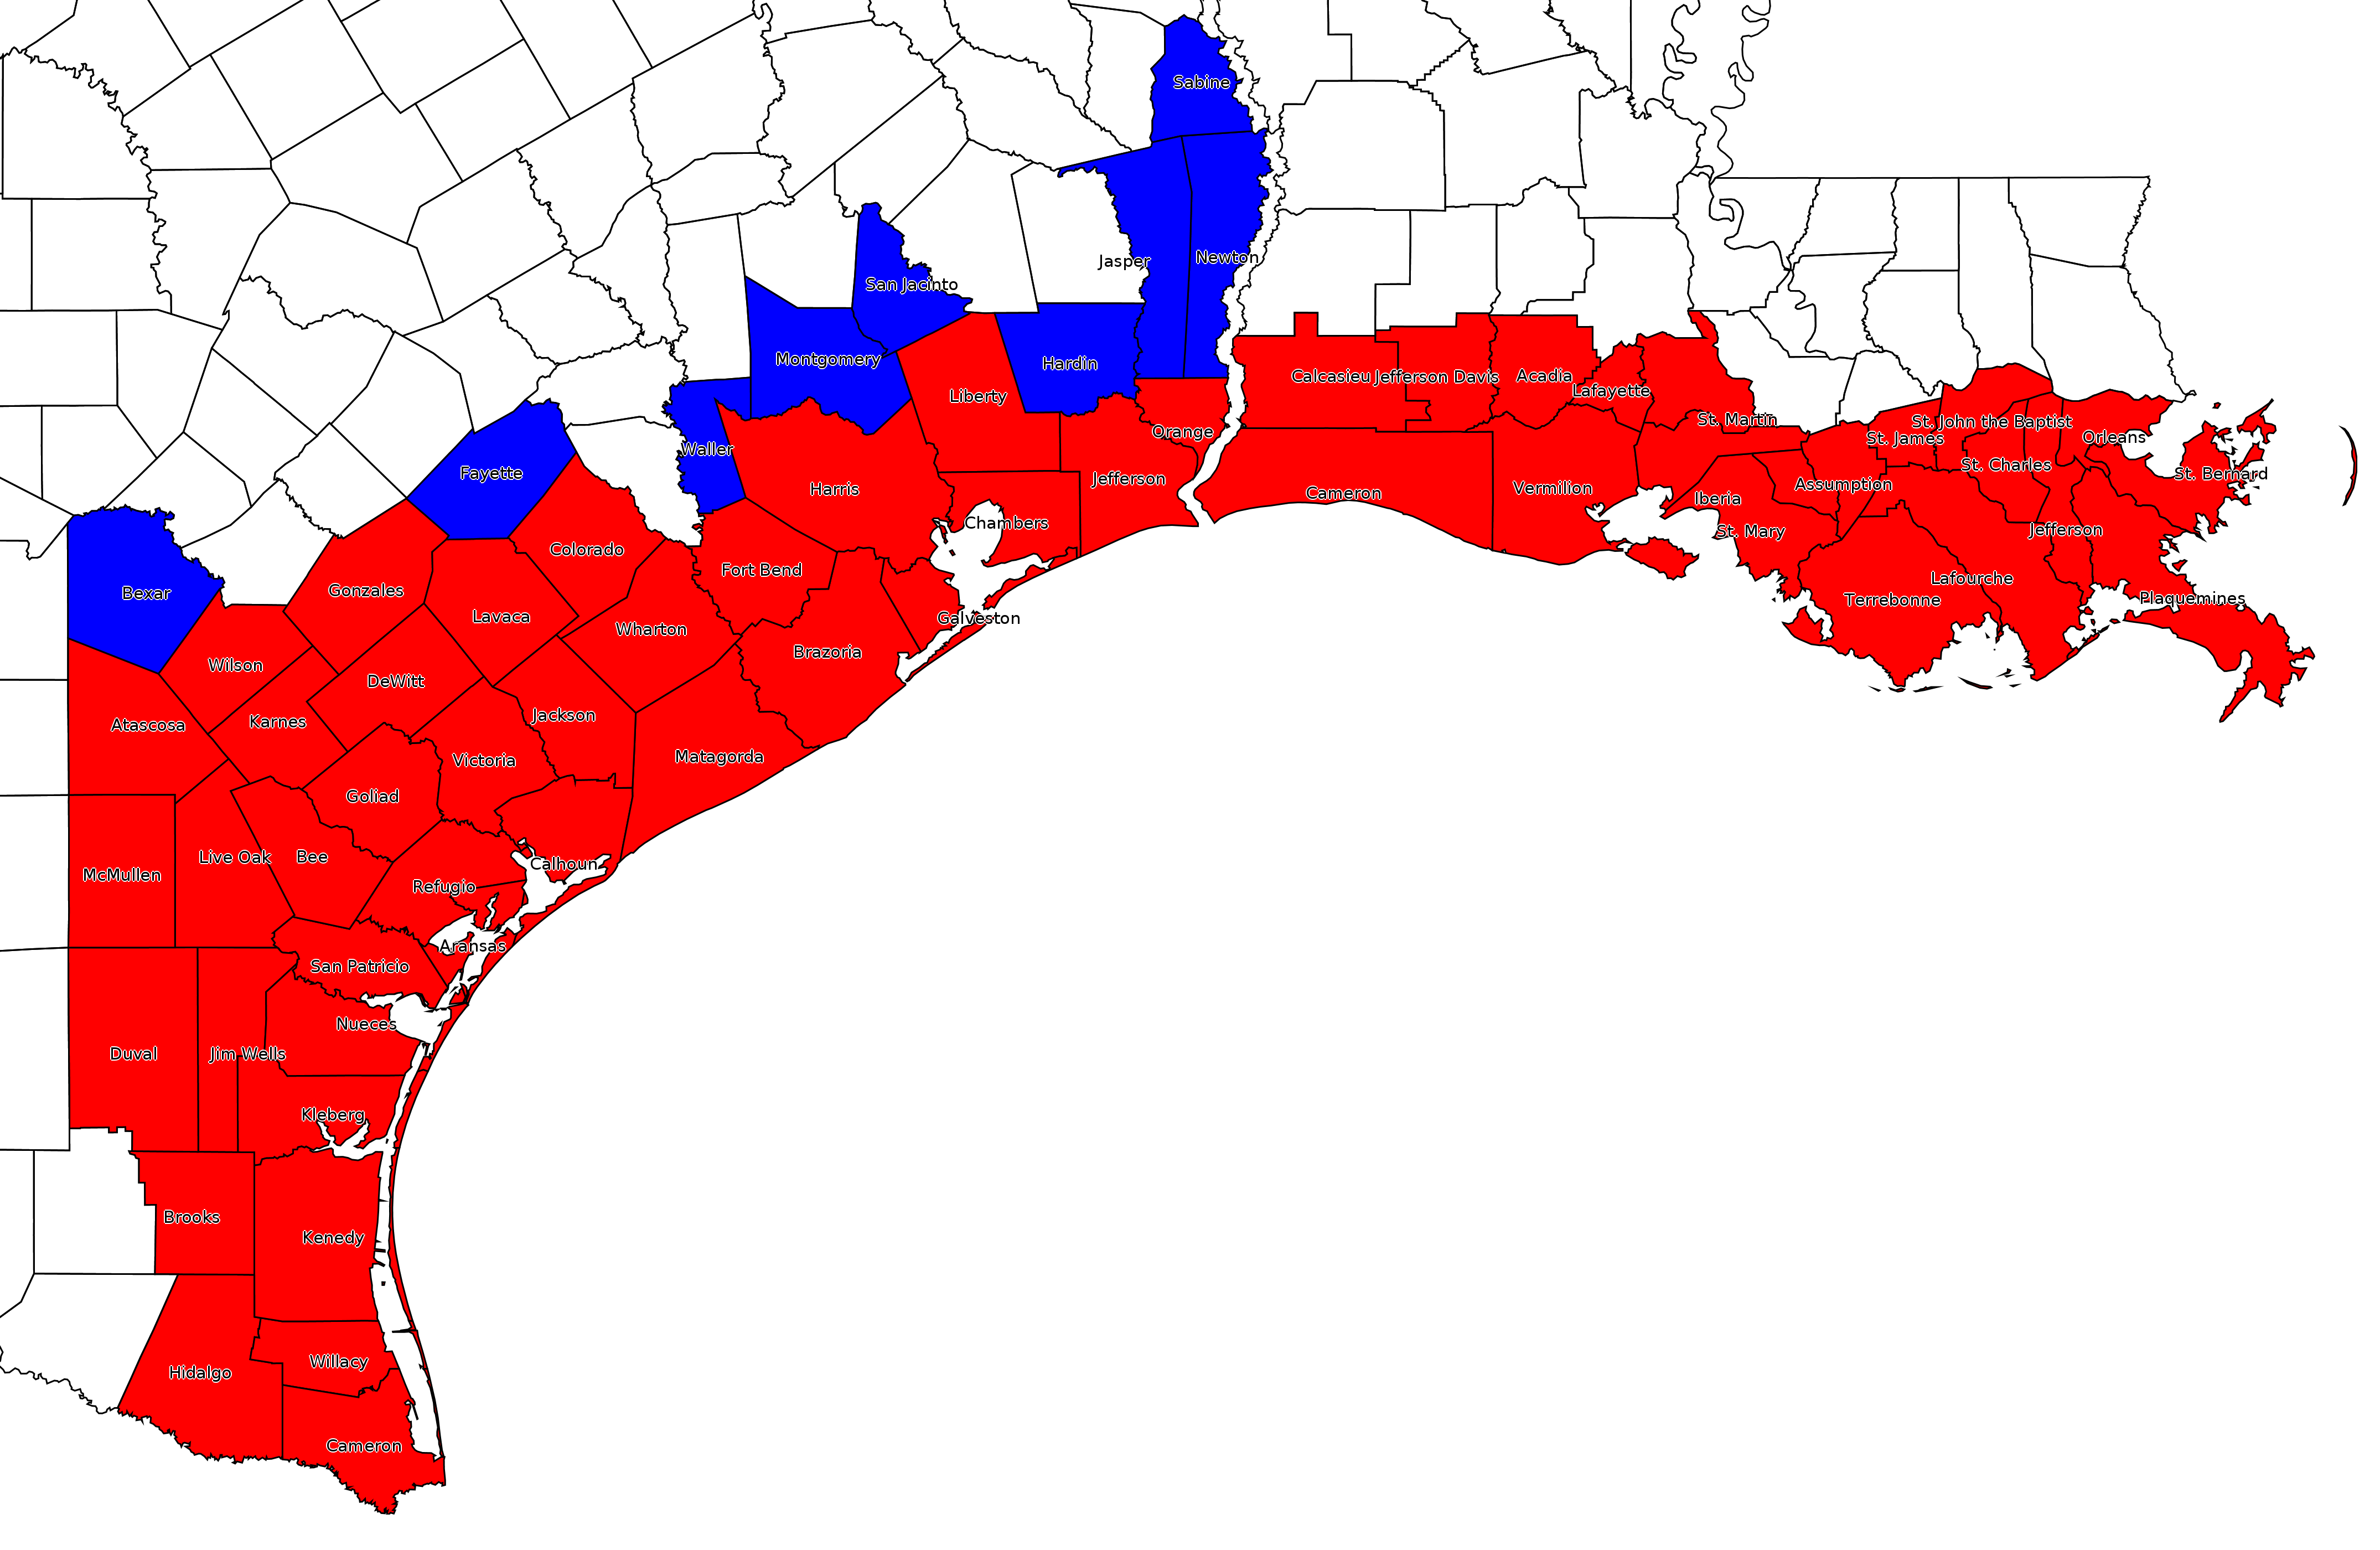 Sabine
Newton
Jasper
San Jacinto
Montgomery
Hardin
Calcasieu
Jefferson Davis
Acadia
Lafayette
Liberty
St. Martin
St. John the Baptist
St. James
Orleans
Orange
Waller
St. Charles
St. Bernard
Fayette
Harris
Jefferson
Cameron
Vermilion
Iberia
Assumption
Chambers
St. Mary
Jefferson
Colorado
Fort Bend
Lafourche
Terrebonne
Plaquemines
Bexar
Gonzales
Lavaca
Wharton
Galveston
Brazoria
Wilson
DeWitt
Karnes
Atascosa
Jackson
Victoria
Matagorda
Goliad
Live Oak
Bee
Calhoun
McMullen
Refugio
Aransas
San Patricio
Nueces
Duval
Jim Wells
Kleberg
Brooks
Kenedy
Willacy
Hidalgo
Cameron